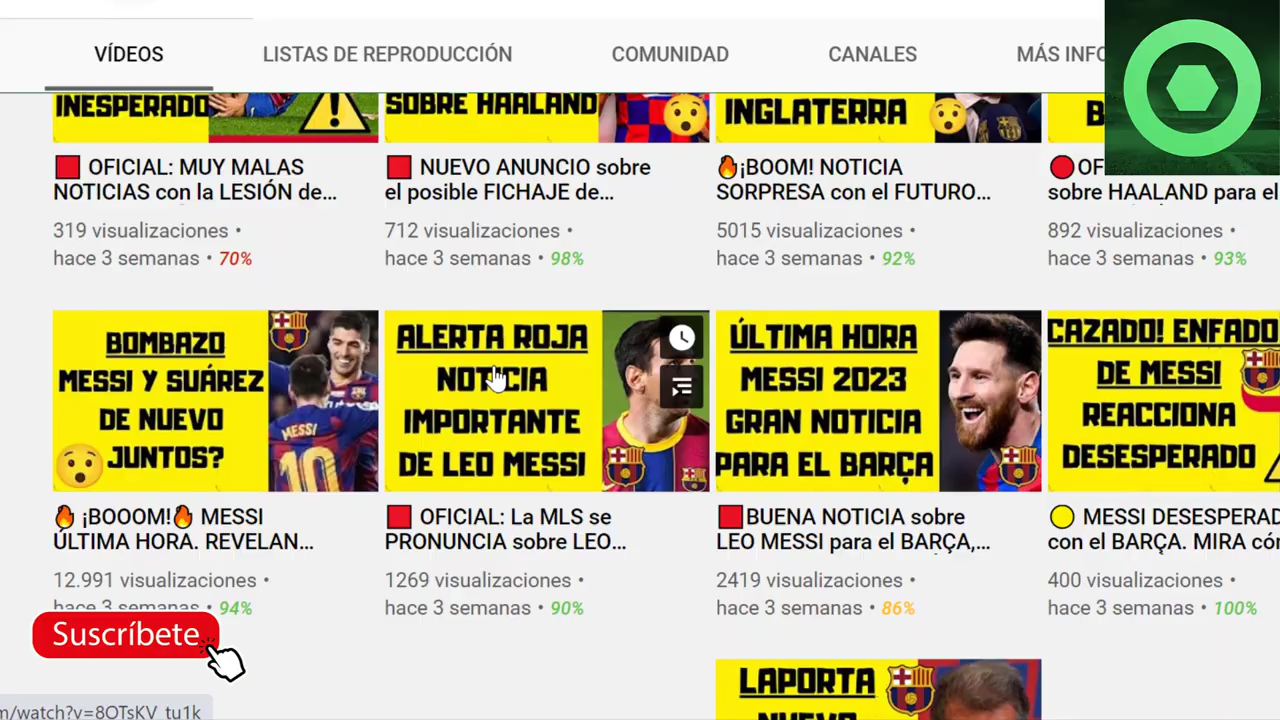 VÍDEOS
LISTAS DE REPRODUCCIÓN
COMUNIDAD
CANALES
MÁS INFO
INESPERADO
SOBRE HAALAND
INGLATERRA
OFICIAL: MUY MALAS
NOTICIAS con la LESIÓN de...
319 visualizaciones •
hace 3 semanas • 70%
NUEVO ANUNCIO sobre
el posible FICHAJE de...
712 visualizaciones •
hace 3 semanas • 98%
¡BOOM! NOTICIA
SORPRESA con el FUTURO...
5015 visualizaciones •
hace 3 semanas • 92%
sobre HAALAND para el
892 visualizaciones •
hace 3 semanas • 93%
BOMBAZO
MESSI Y SUÁREZ
DE NUEVO
JUNTOS?
MESSI
10
¡BOOOM! MESSI
ÚLTIMA HORA. REVELAN...
12.991 visualizaciones •
hace 3 semanas • 94%
ALERTA ROJA
NOTICIA
IMPORTANTE
DE LEO MESSI
OFICIAL: La MLS se
PRONUNCIA sobre LEO...
1269 visualizaciones •
hace 3 semanas • 90%
ÚLTIMA HORA
MESSI 2023
GRAN NOTICIA
PARA EL BARÇA
BUENA NOTICIA sobre
LEO MESSI para el BARÇA,...
2419 visualizaciones •
hace 3 semanas • 86%
CAZADO! ENFADO
DE MESSI
REACCIONA
DESESPERADO
MESSI DESESPERAD
con el BARÇA. MIRA có
400 visualizaciones •
hace 3 semanas • 100%
Suscríbete
LAPORTA
NUEVO
m/watch?v=8OTsKV_tu1k